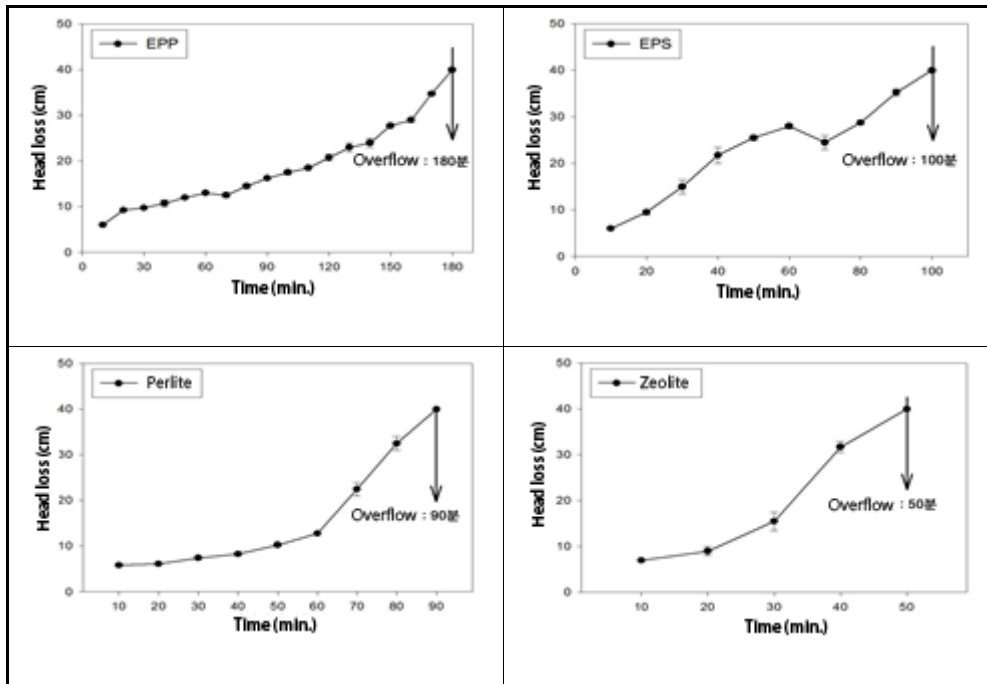 EPP
50
40
30
20
10
0
Head loss (cm)
0 30 60 90 120 150 180
Time (min.)
Overflow : 180분
EPS
50
40
30
20
10
0
Head loss (cm)
0 20 40 60 80 100
Time (min.)
Overflow : 100분
Perlite
50
40
30
20
10
0
Head loss (cm)
10 20 30 40 50 60 70 80 90
Time (min.)
Overflow : 90분
Zeolite
50
40
30
20
10
0
Head loss (cm)
10 20 30 40 50
Time (min.)
Overflow : 50분